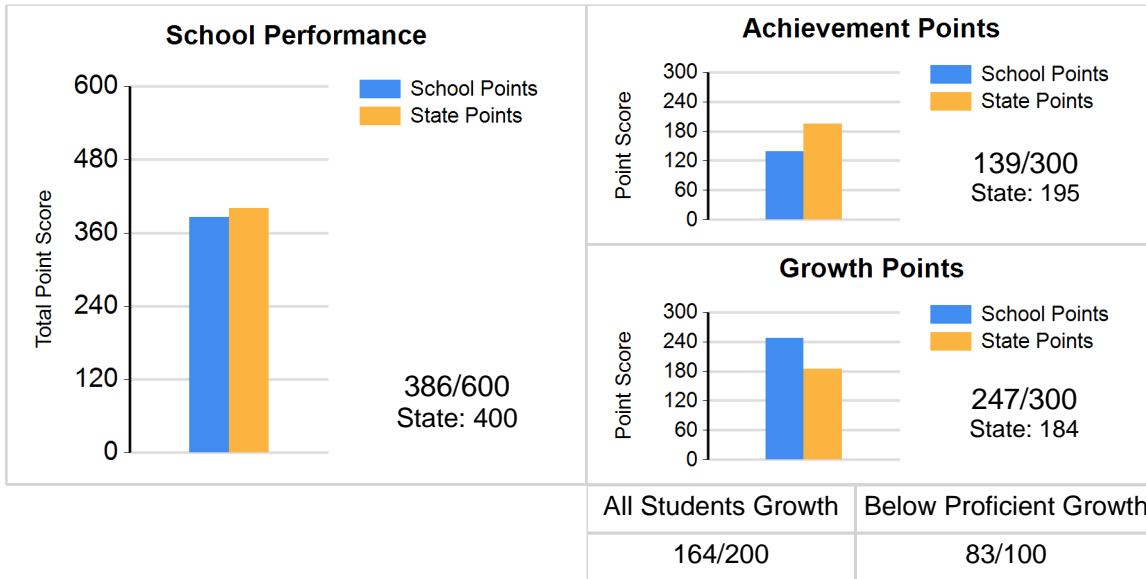 School Performance
Total Point Score
600
480
360
240
120
0
School Points
State Points
386/600
State: 400
Achievement Points
Point Score
300
240
180
120
60
0
School Points
State Points
139/300
State: 195
Growth Points
Point Score
300
240
180
120
60
0
School Points
State Points
247/300
State: 184
All Students Growth
Below Proficient Growth
164/200
83/100